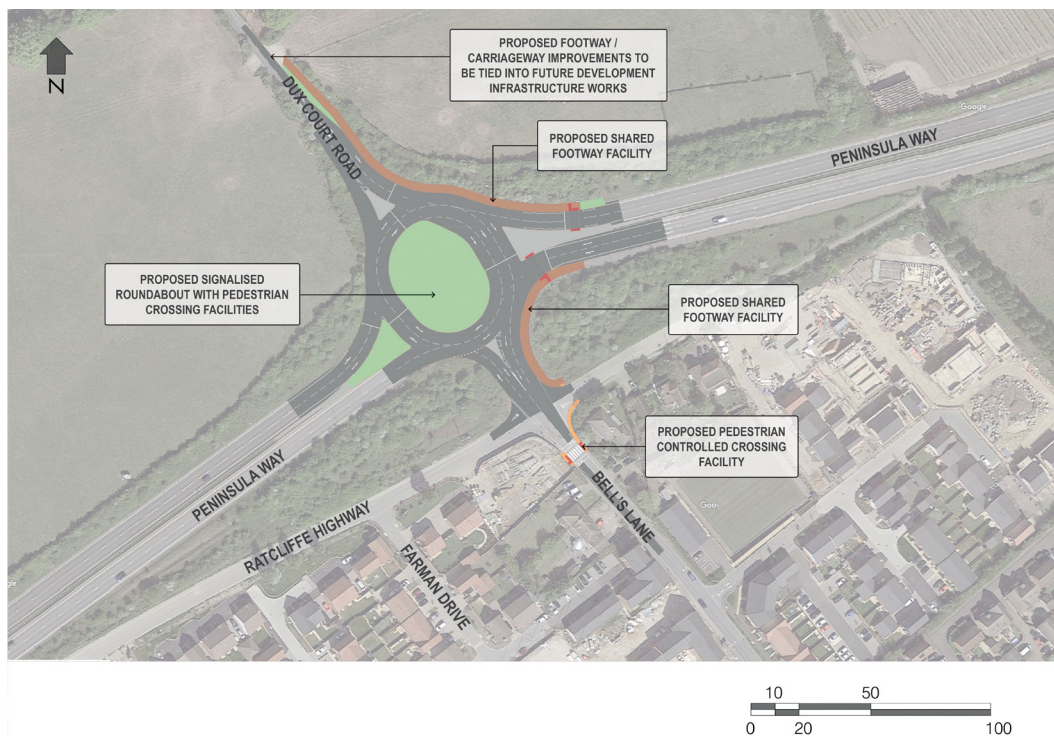 N
PROPOSED FOOTWAY /
CARRIAGEWAY IMPROVEMENTS TO
BE TIED INTO FUTURE DEVELOPMENT
INFRASTRUCTURE WORKS
Google
DUX COURT ROAD
PROPOSED SHARED
FOOTWAY FACILITY
PENINSULA WAY
PROPOSED SIGNALISED
ROUNDABOUT WITH PEDESTRIAN
CROSSING FACILITIES
PROPOSED SHARED
FOOTWAY FACILITY
PROPOSED PEDESTRIAN
CONTROLLED CROSSING
FACILITY
PENINSULA WAY
RATCLIFFE HIGHWAY
FARMAN DRIVE
BELL'S LANE
Goo
10 50
0 20 100